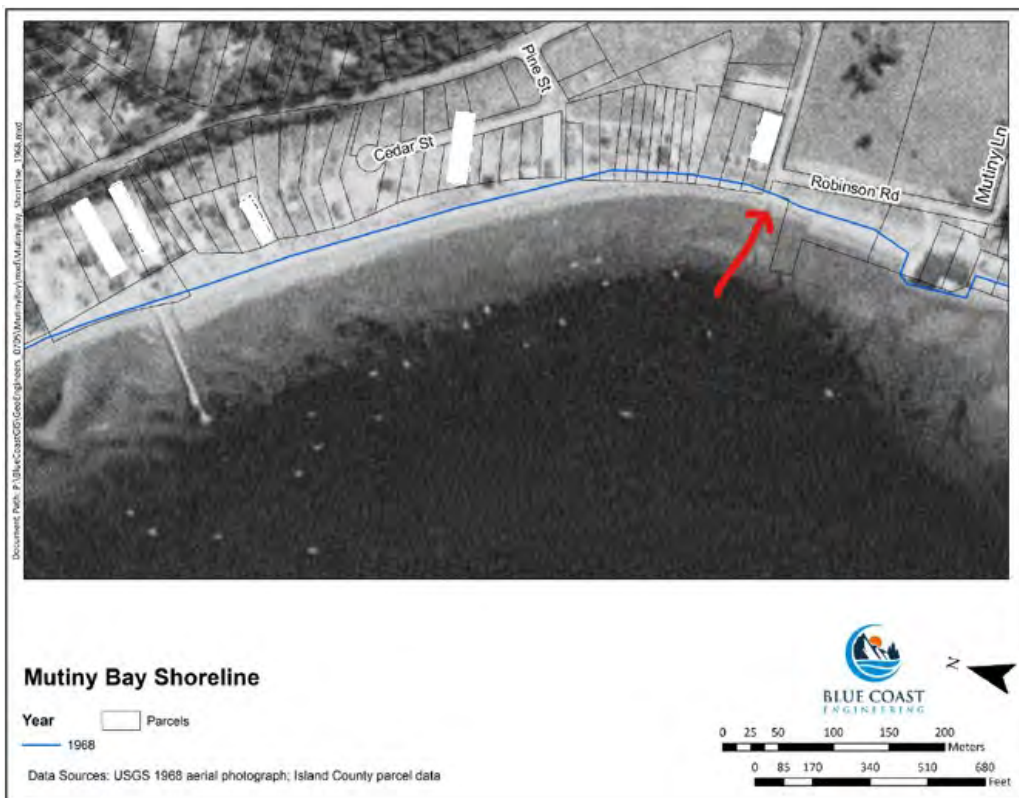 Pine St
Cedar St
Robinson Rd
Mutiny Ln
Mutiny Bay Shoreline
Year
Parcels
1968
Data Sources: USGS 1968 aerial photograph; Island County parcel data
BLUE COAST
ENGINEERING
N
0 25 50 100 150 200
Meters
0 85 170 340 510 680
Feet